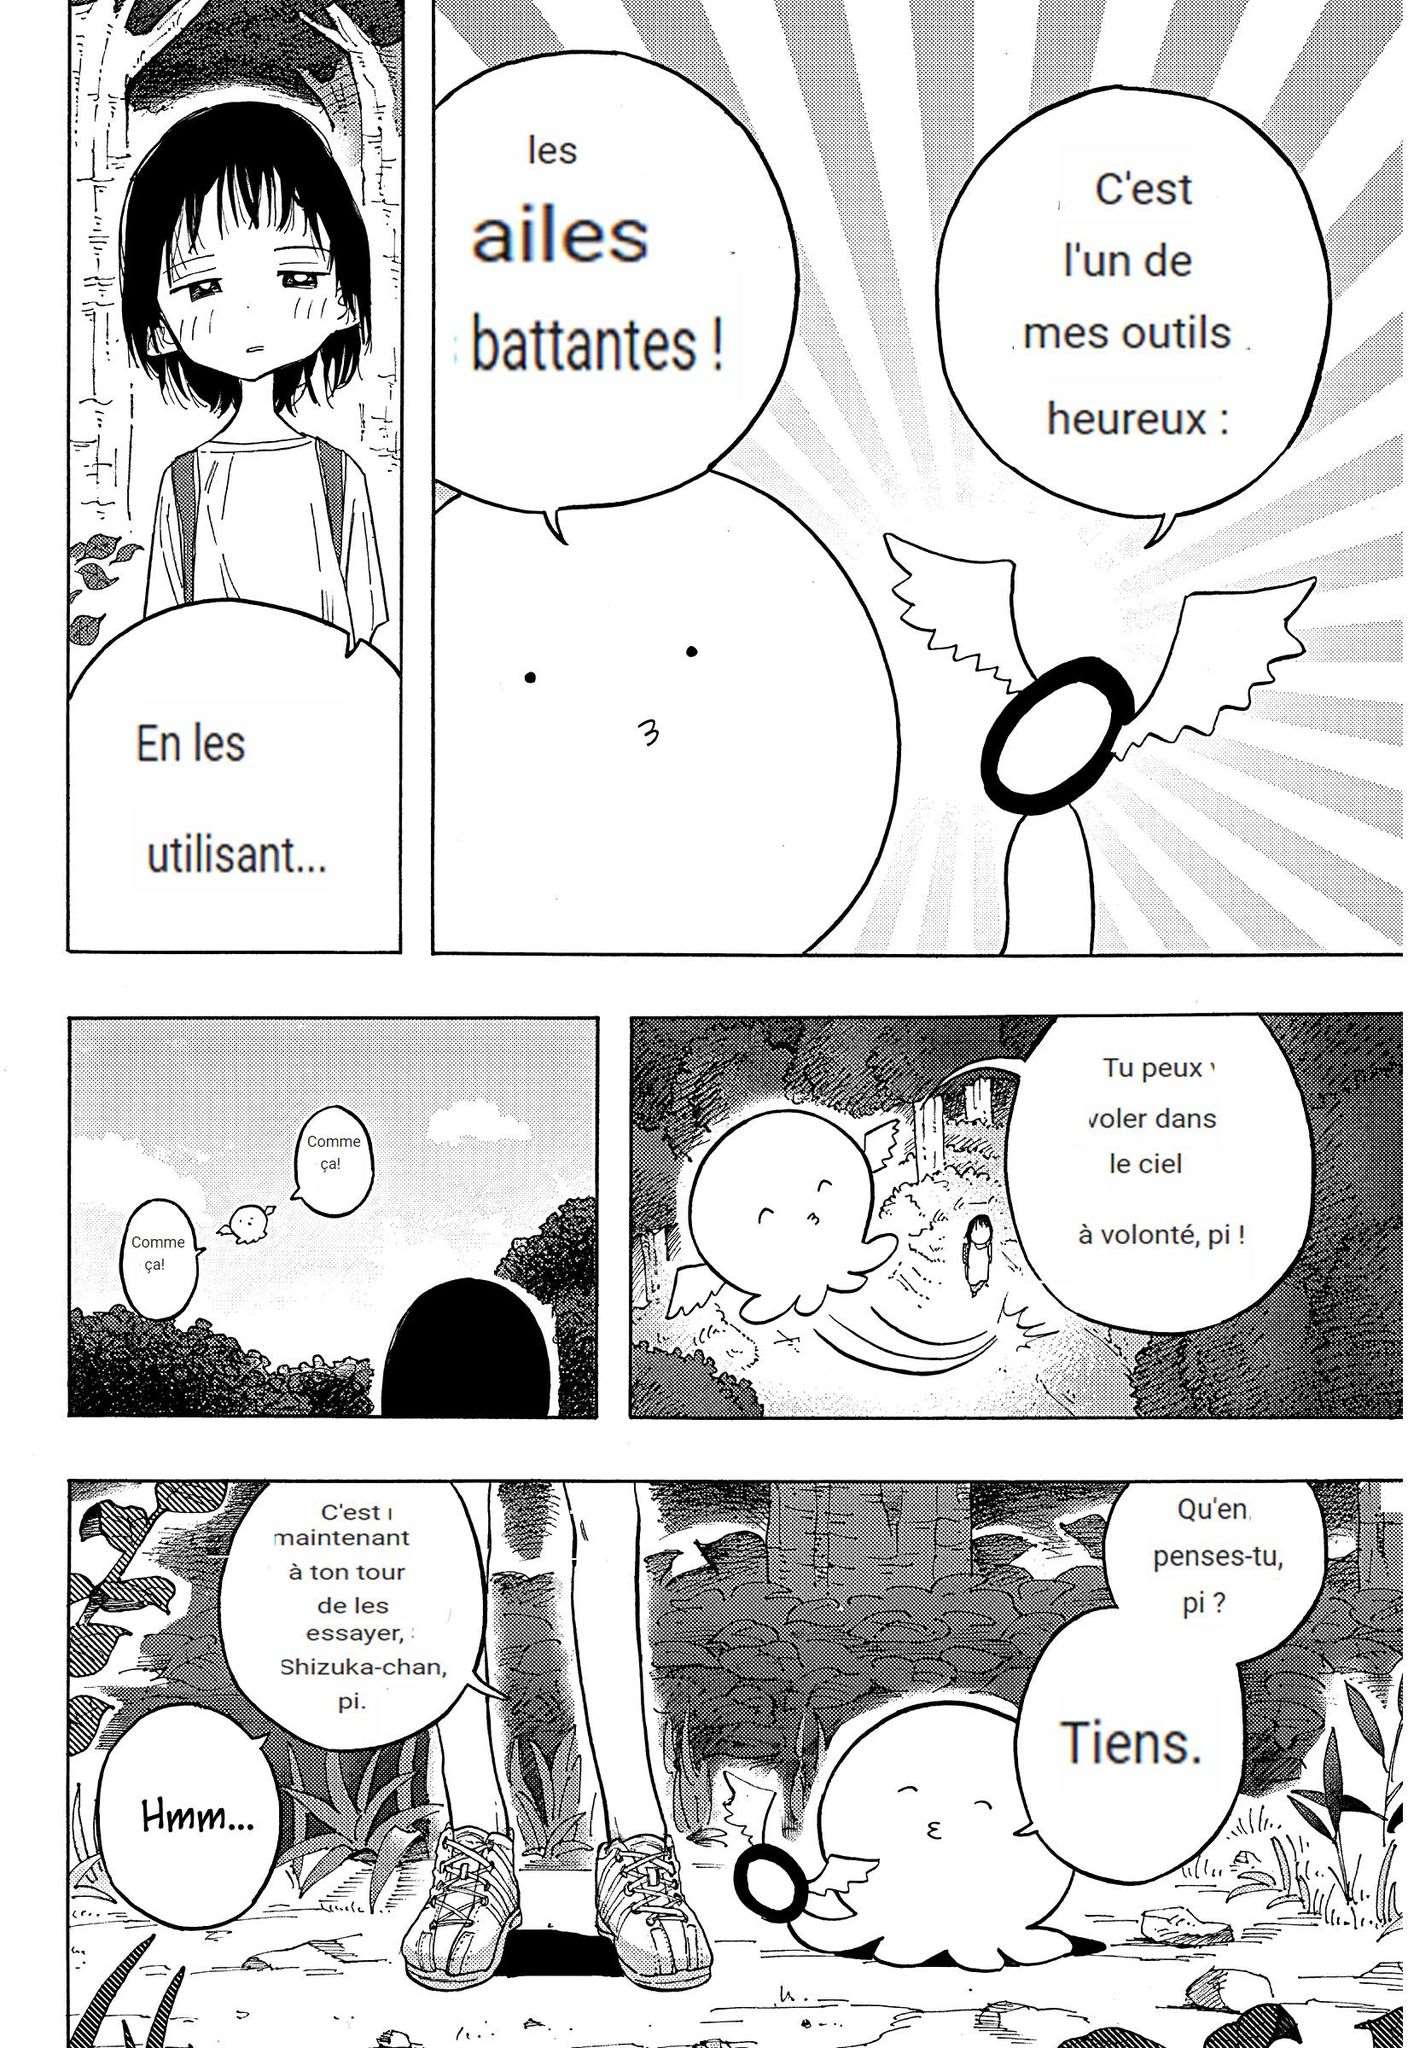 C'est
l'un de
mes outils
heureux :
les
ailes
battantes !
En les
utilisant...
Tu peux
voler dans
le ciel
à volonté, pi !
Comme
ça!
Comme
ça!
Qu'en
penses-tu,
pi ?
Tiens.
C'est
maintenant
à ton tour
de les
essayer,
Shizuka-chan,
pi.
Hmm...